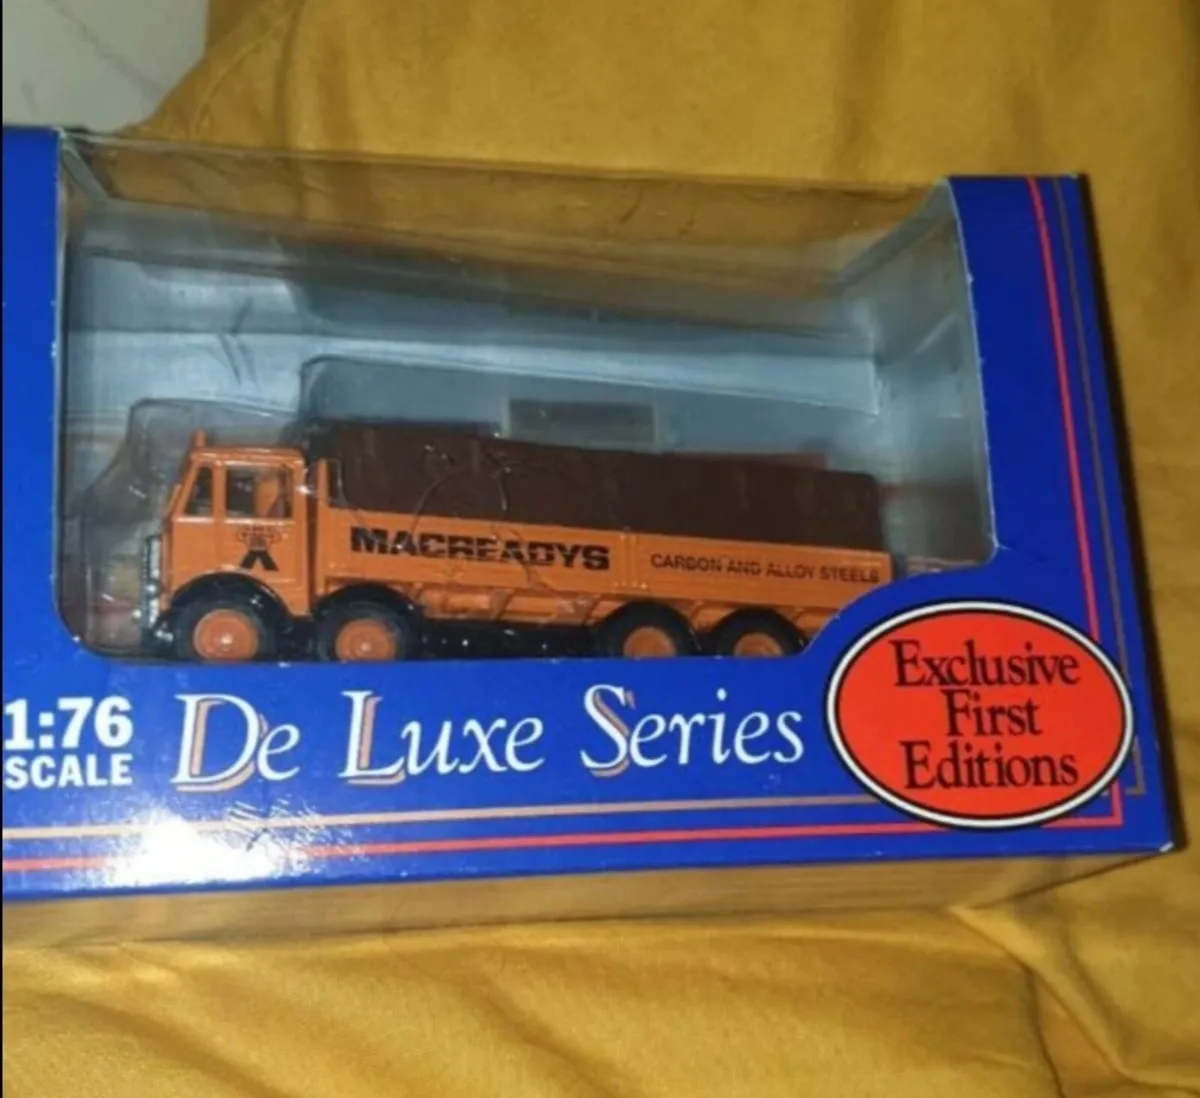 MACREADYS
CARBON AND ALLOY STEELS
1:76
SCALE
De Luxe Series
Exclusive
First
Editions